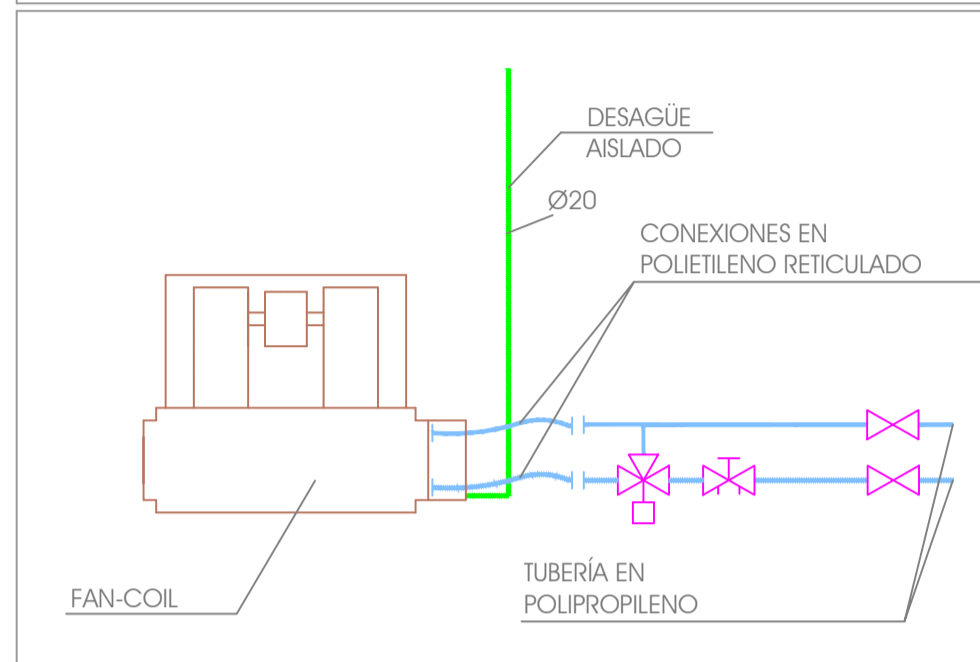 DESAGÜE
AISLADO
Ø20
CONEXIONES EN
POLIETILENO RETICULADO
TUBERÍA EN
POLIPROPILENO
FAN-COIL